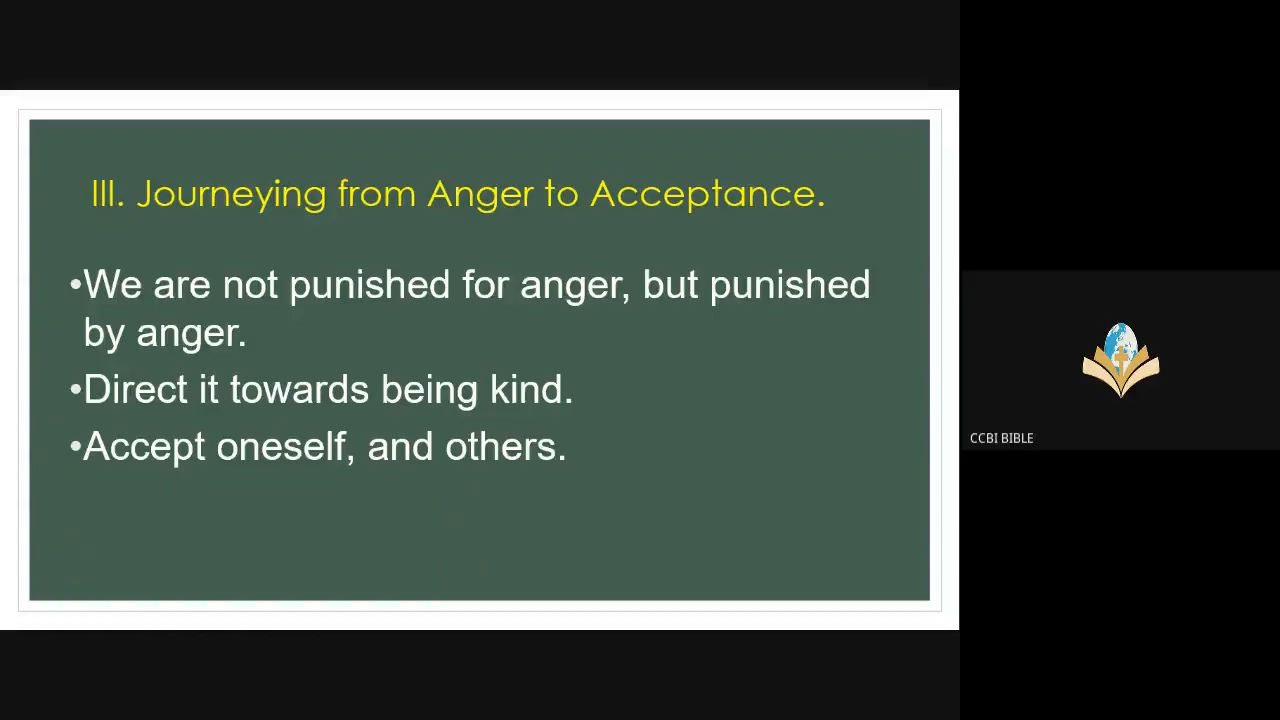 III. Journeying from Anger to Acceptance.
•We are not punished for anger, but punished
by anger.
•Direct it towards being kind.
•Accept oneself, and others.
CCBI BIBLE